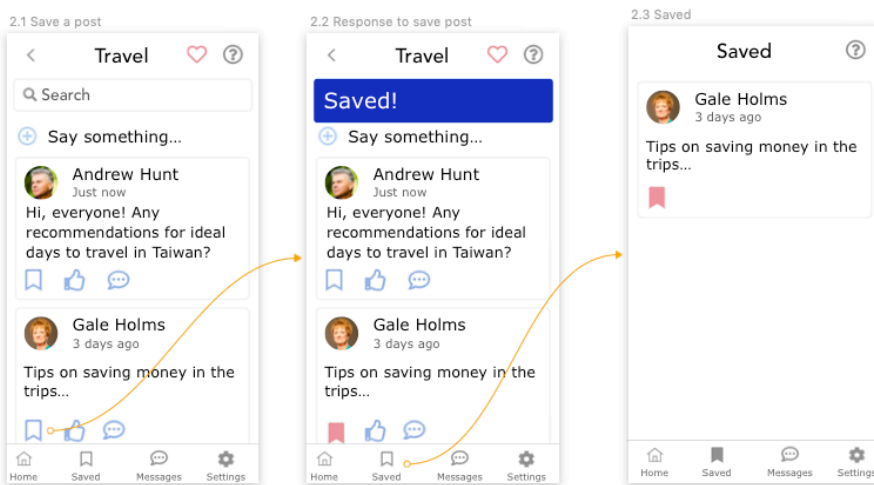 2.1 Save a post
Travel
Search
Say something...
Andrew Hunt
Just now
Hi, everyone! Any
recommendations for ideal
days to travel in Taiwan?
Gale Holms
3 days ago
Tips on saving money in the
trips...
Home Saved Messages Settings
2.2 Response to save post
Travel
Saved!
Say something...
Andrew Hunt
Just now
Hi, everyone! Any
recommendations for ideal
days to travel in Taiwan?
Gale Holms
3 days ago
Tips on saving money in the
trips...
Home Saved Messages Settings
2.3 Saved
Saved
Gale Holms
3 days ago
Tips on saving money in the
trips...
Home Saved Messages Settings